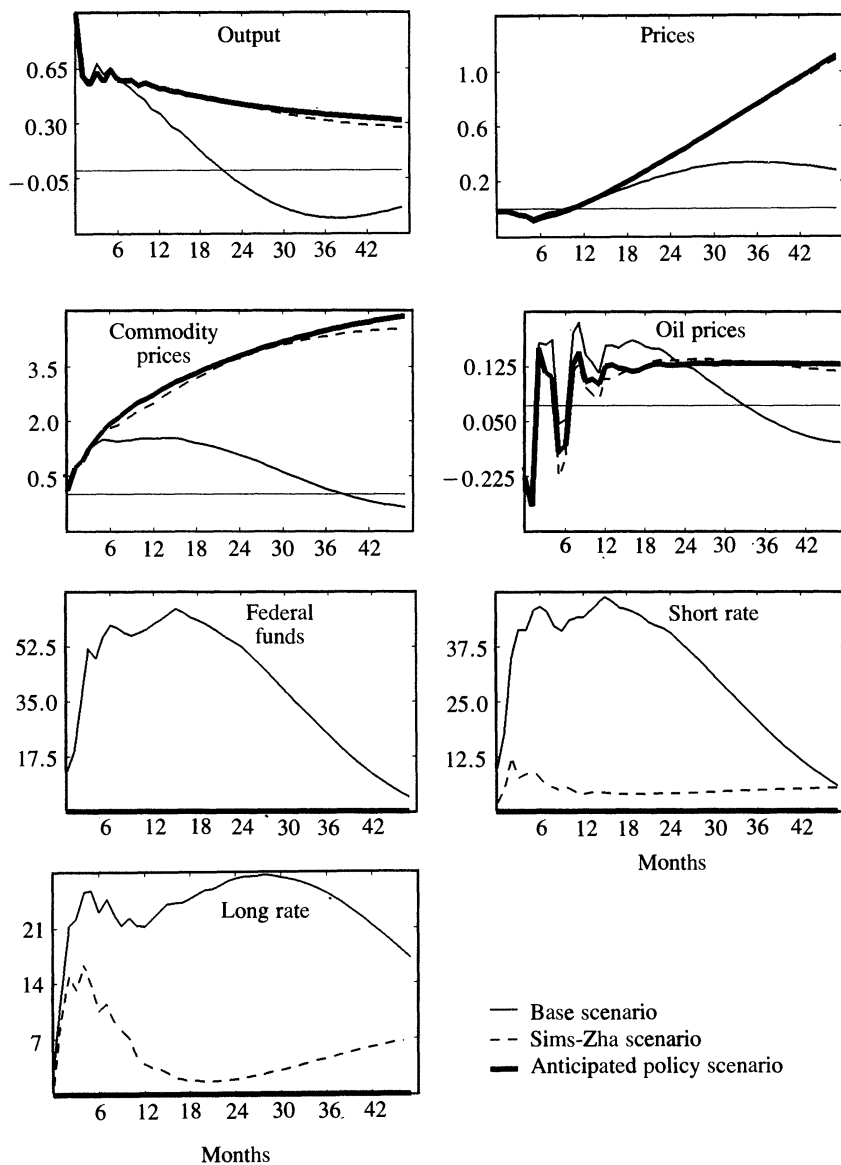 Output
0.65
0.30
−0.05
6 12 18 24 30 36 42
Prices
1.0
0.6
0.2
6 12 18 24 30 36 42
Commodity
prices
3.5
2.0
0.5
6 12 18 24 30 36 42
Oil prices
0.125
0.050
−0.225
6 12 18 24 30 36 42
Federal
funds
52.5
35.0
17.5
6 12 18 24 30 36 42
Short rate
37.5
25.0
12.5
6 12 18 24 30 36 42
Months
Long rate
21
14
7
6 12 18 24 30 36 42
Months
Base scenario
Sims-Zha scenario
Anticipated policy scenario